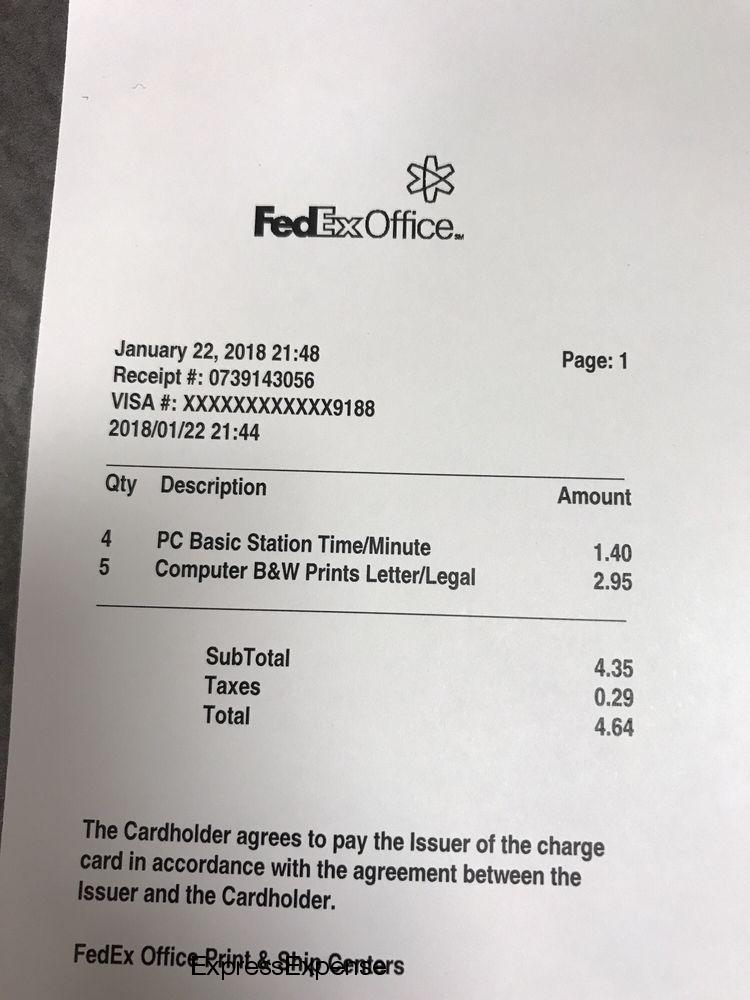 FedExOffice℠
January 22, 2018 21:48
Page: 1
Receipt #: 0739143056
VISA #: XXXXXXXXXXXX9188
2018/01/22 21:44
Qty Description Amount
4 PC Basic Station Time/Minute 1.40
5 Computer B&W Prints Letter/Legal 2.95
SubTotal 4.35
Taxes 0.29
Total 4.64
The Cardholder agrees to pay the Issuer of the charge
card in accordance with the agreement between the
Issuer and the Cardholder.
FedEx Office Print & Ship Centers
ExpressExpense